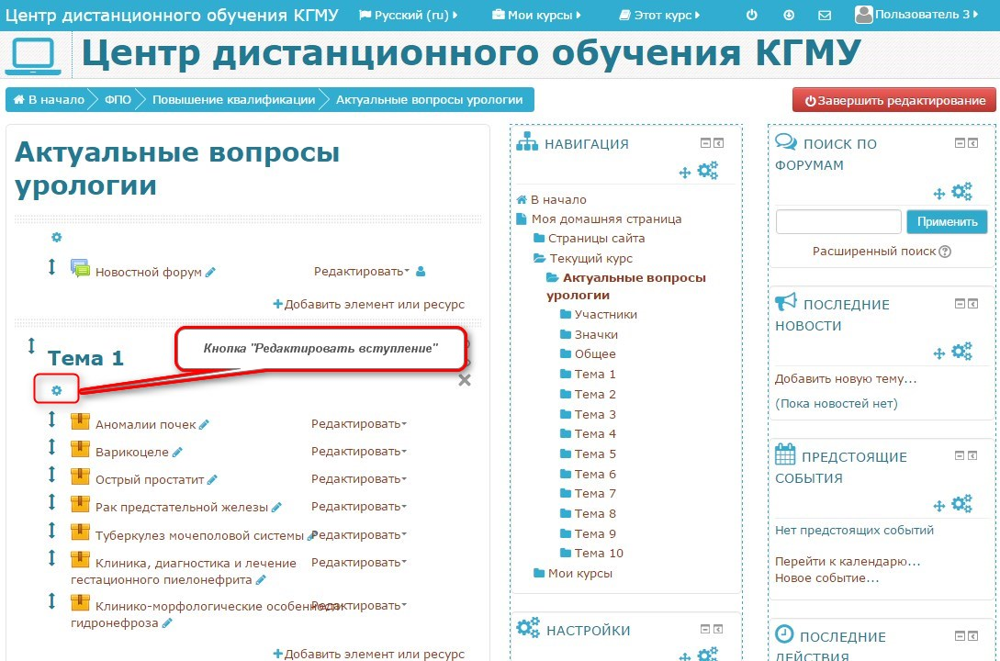 Центр дистанционного обучения КГМУ
Русский (ru)
Мои курсы
Этот курс
Пользователь 3
Центр дистанционного обучения КГМУ
В начало
ФПО
Повышение квалификации
Актуальные вопросы урологии
Завершить редактирование
Актуальные вопросы
урологии
Новостной форум
Редактировать
Добавить элемент или ресурс
Тема 1
Кнопка "Редактировать вступление"
Аномалии почек
Редактировать
Варикоцеле
Редактировать
Острый простатит
Редактировать
Рак предстательной железы
Редактировать
Туберкулез мочеполовой системы
Редактировать
Клиника, диагностика и лечение
гестационного пиелонефрита
Редактировать
Клинико-морфологические особенности
гидронефроза
Редактировать
Добавить элемент или ресурс
НАВИГАЦИЯ
В начало
Моя домашняя страница
Страницы сайта
Текущий курс
Актуальные вопросы
урологии
Участники
Значки
Общее
Тема 1
Тема 2
Тема 3
Тема 4
Тема 5
Тема 6
Тема 7
Тема 8
Тема 9
Тема 10
Мои курсы
НАСТРОЙКИ
ПОИСК ПО
ФОРУМАМ
Применить
Расширенный поиск
ПОСЛЕДНИЕ
НОВОСТИ
Добавить новую тему...
(Пока новостей нет)
ПРЕДСТОЯЩИЕ
СОБЫТИЯ
Нет предстоящих событий
Перейти к календарю...
Новое событие...
ПОСЛЕДНИЕ
ДЕЙСТВИЯ